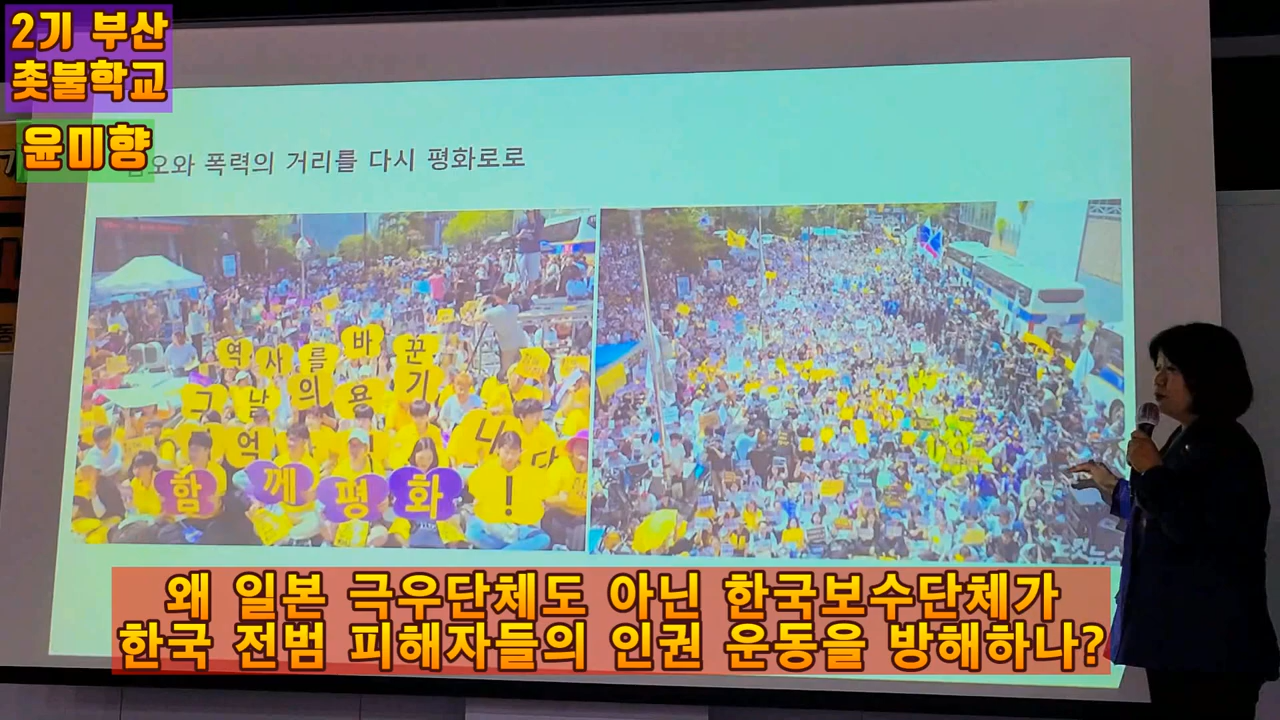 2기 부산
촛불학교
윤미향
오와 폭력의 거리를 다시 평화로로
역사를바꾼
그날의용기
억 니다
함께평화!
왜 일본 극우단체도 아닌 한국보수단체가
한국 전범 피해자들의 인권 운동을 방해하나?